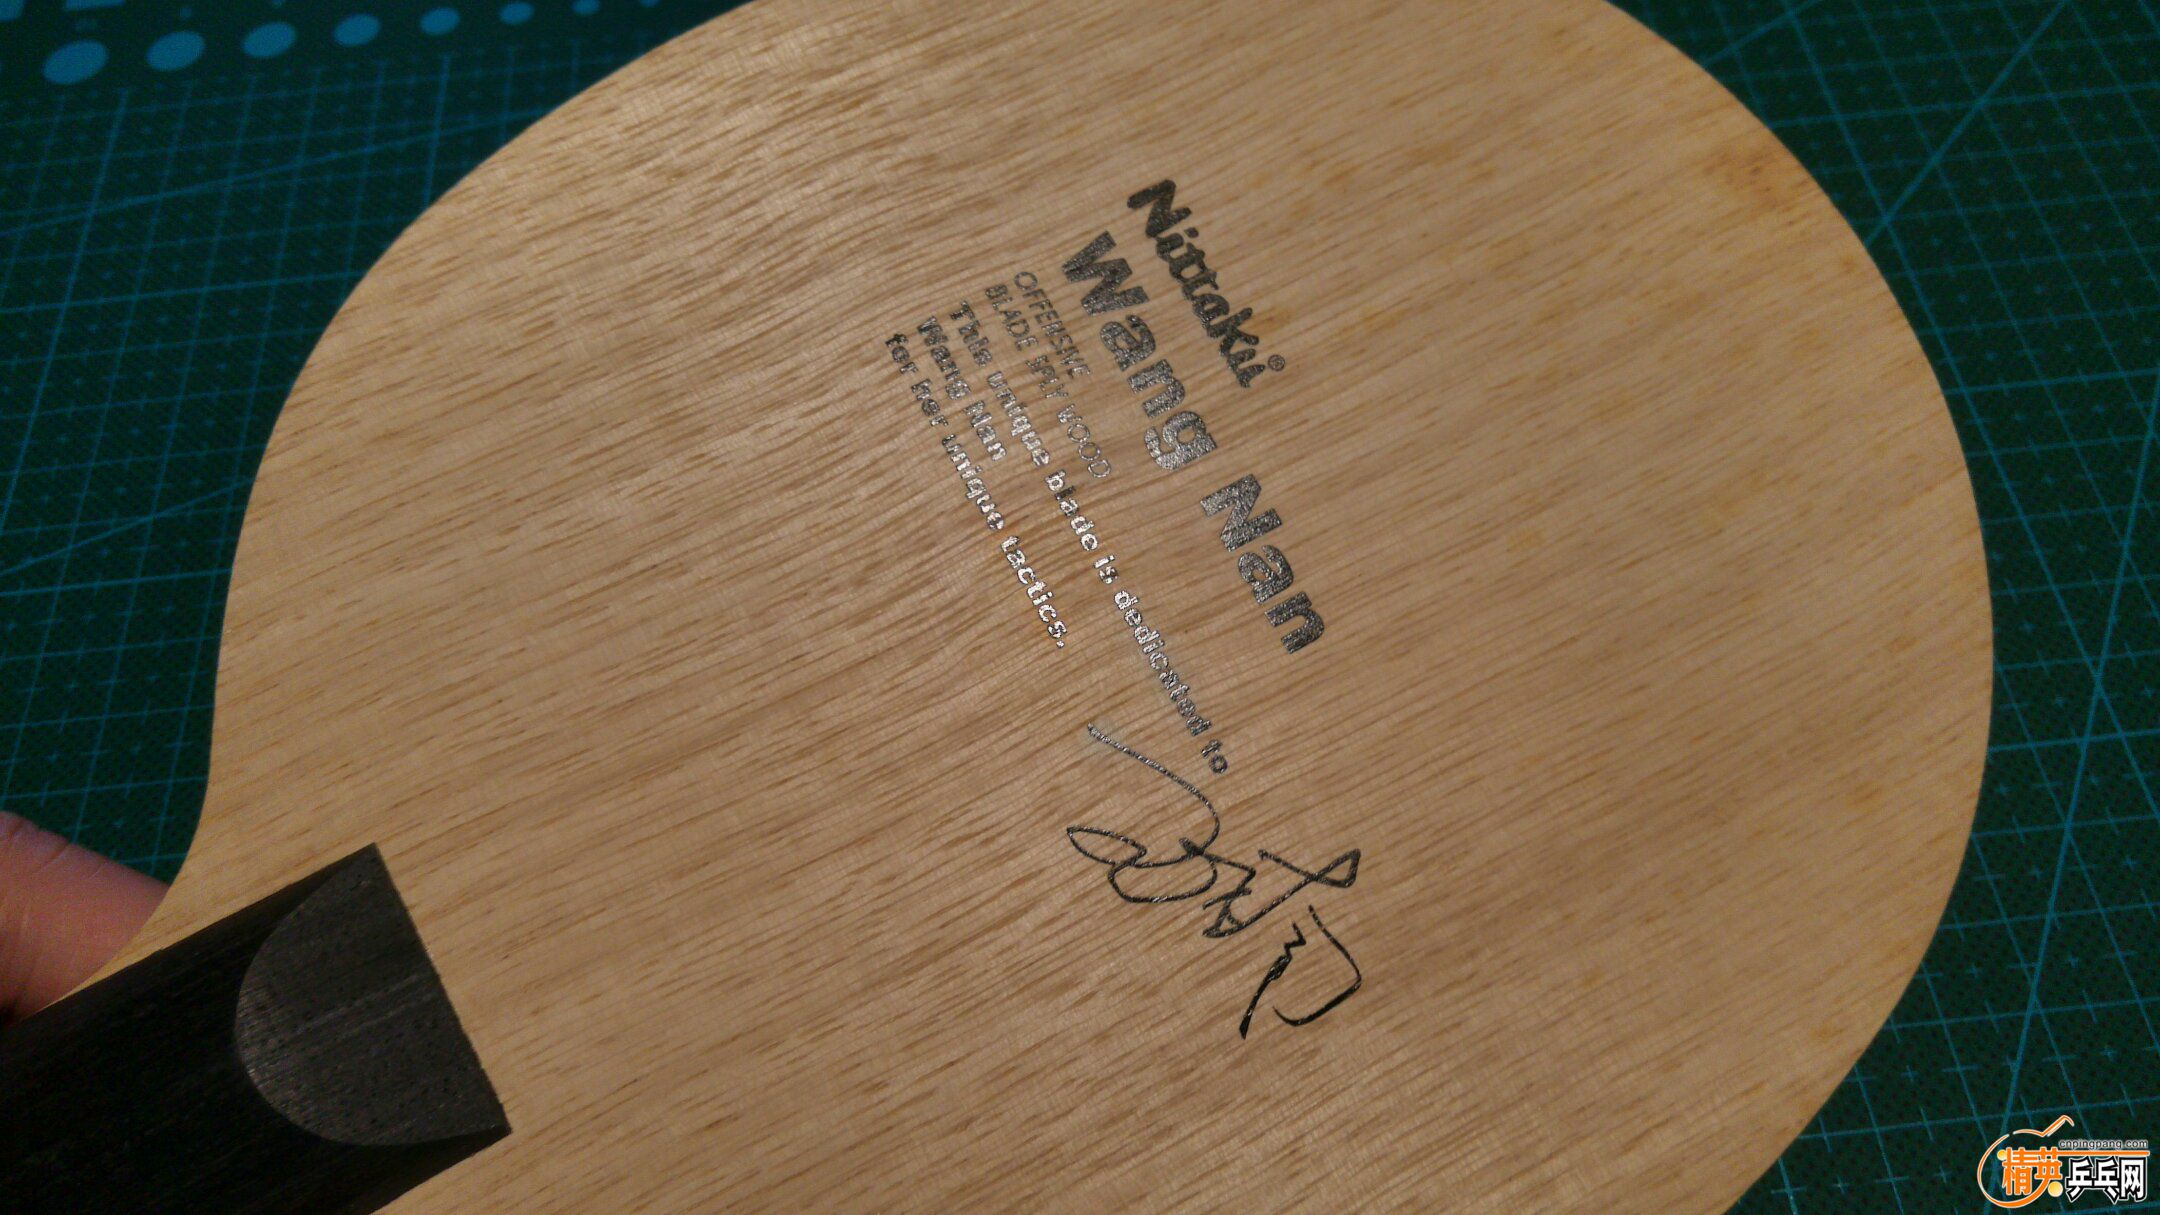 Nittaku®
Wang Nan
OFFENSIVE
BLADE 5PLY WOOD
This unique blade is dedicated to
Wang Nan
for her unique tactics.
cnpingpang.com
精英乒乓网